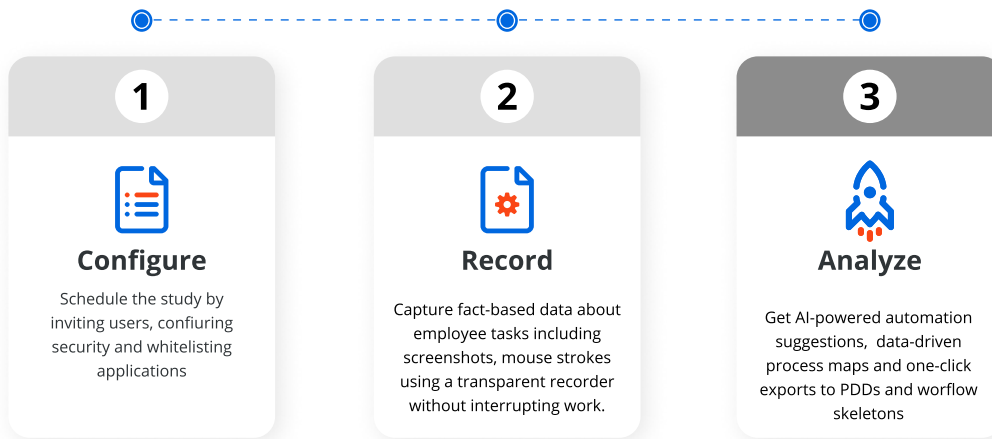 1
Configure
Schedule the study by
inviting users, confiuring
security and whitelisting
applications
2
Record
Capture fact-based data about
employee tasks including
screenshots, mouse strokes
using a transparent recorder
without interrupting work.
3
Analyze
Get AI-powered automation
suggestions,  data-driven
process maps and one-click
exports to PDDs and worflow
skeletons